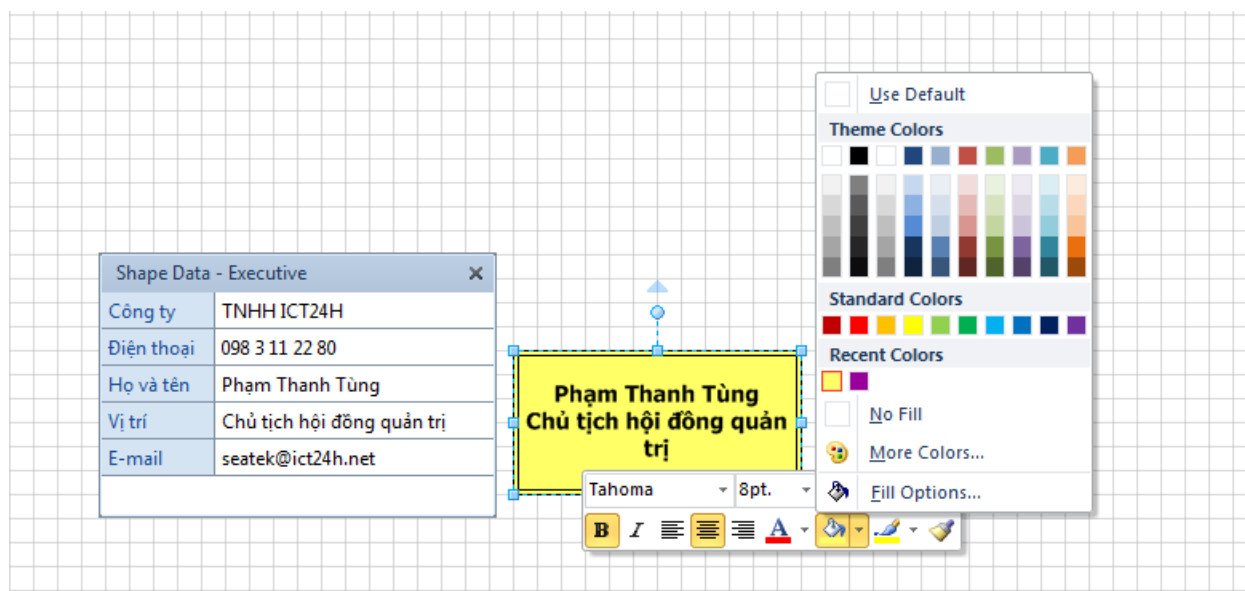 Shape Data - Executive
Công ty TNHH ICT24H
Điện thoại 098 3 11 22 80
Họ và tên Phạm Thanh Tùng
Vị trí Chủ tịch hội đồng quản trị
E-mail seatek@ict24h.net
Phạm Thanh Tùng
Chủ tịch hội đồng quản
trị
Tahoma 8pt.
B I A
Use Default
Theme Colors
Standard Colors
Recent Colors
No Fill
More Colors...
Fill Options...